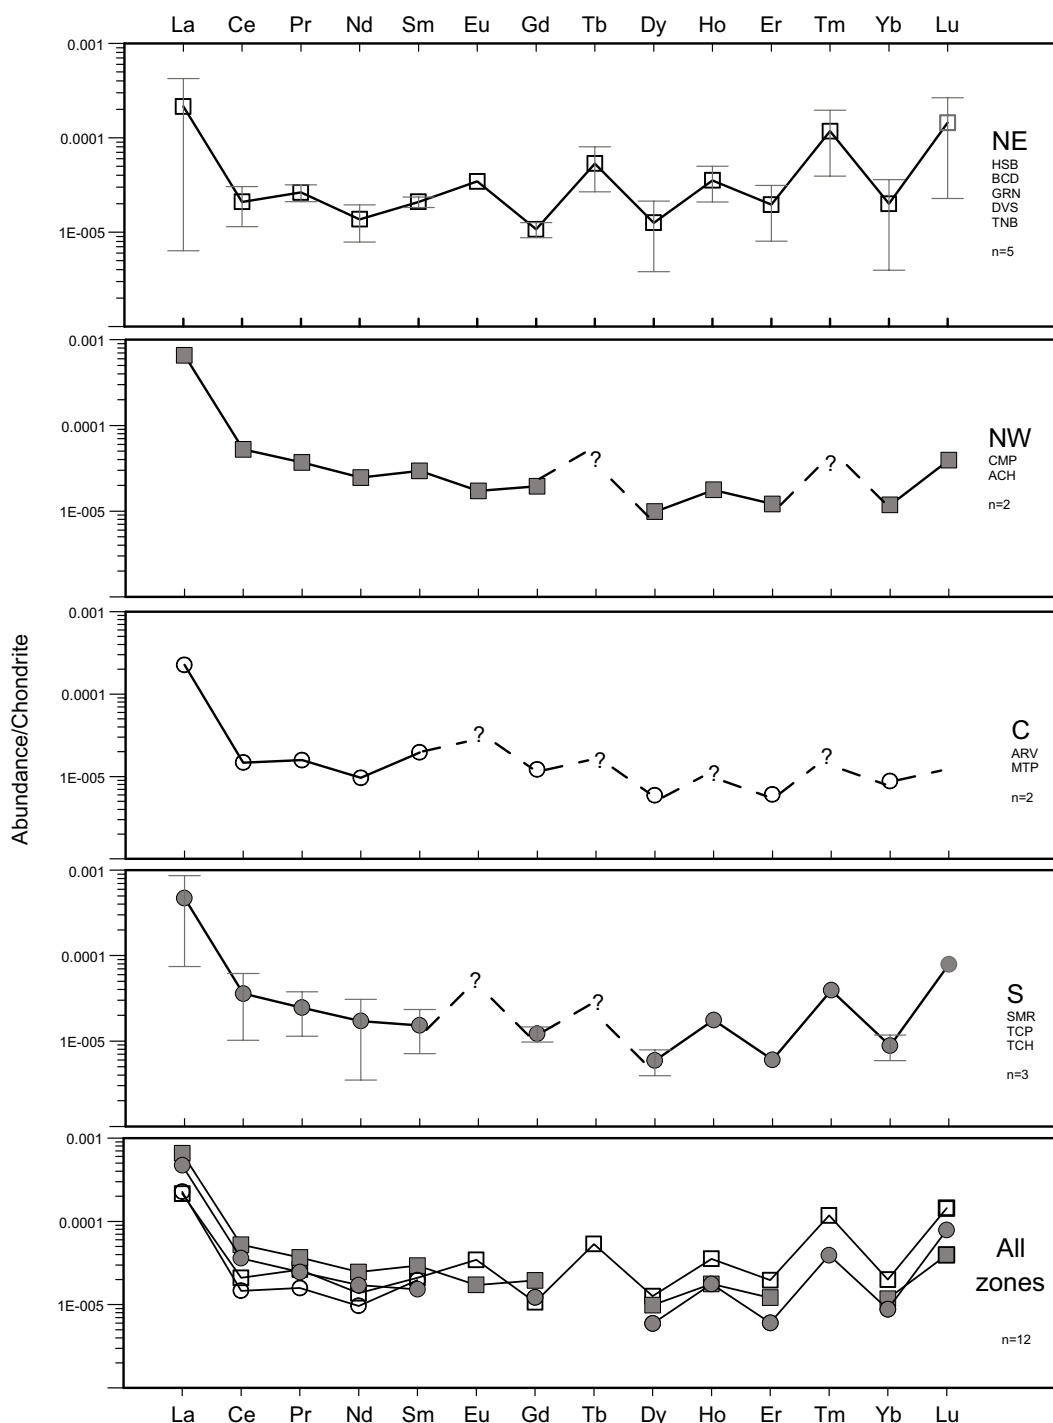 La Ce Pr Nd Sm Eu Gd Tb Dy Ho Er Tm Yb Lu
Abundance/Chondrite
0.001
0.0001
1E-005
NE
HSB
BCD
GRN
DVS
TNB
n=5
0.001
0.0001
1E-005
? ?
NW
CMP
ACH
n=2
0.001
0.0001
1E-005
? ? ? ?
C
ARV
MTP
n=2
0.001
0.0001
1E-005
? ?
S
SMR
TCP
TCH
n=3
0.001
0.0001
1E-005
All
zones
n=12
La Ce Pr Nd Sm Eu Gd Tb Dy Ho Er Tm Yb Lu